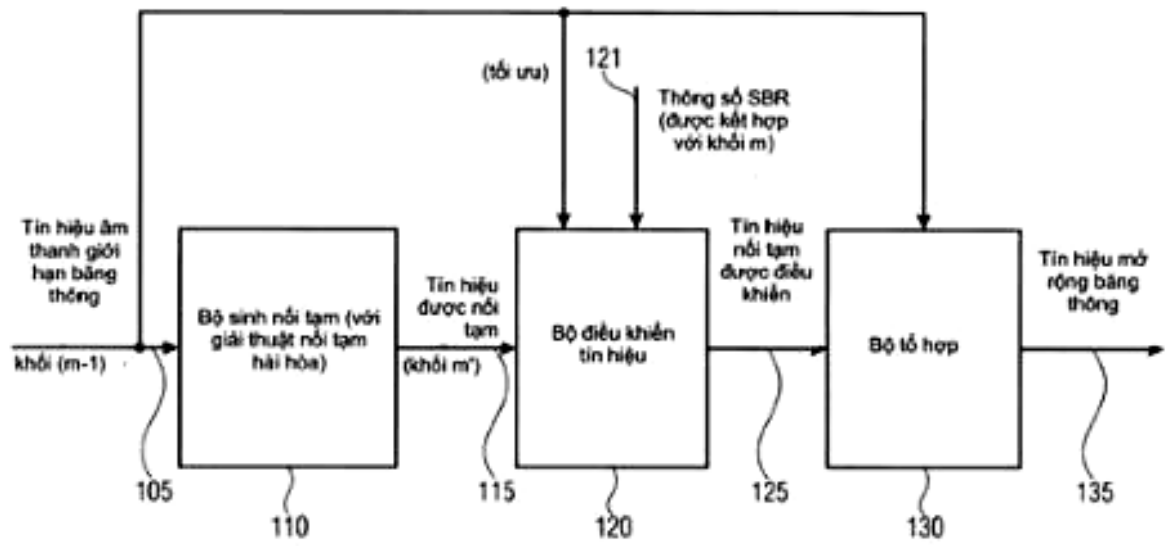 (tối ưu)
121
Thông số SBR
(được kết hợp
với khối m)
Tín hiệu âm
thanh giới
hạn băng
thông
khối (m-1)
105
Bộ sinh nối tạm (với
giải thuật nối tạm
hài hòa)
110
Tín hiệu
được nối
tạm
(khối m')
115
Bộ điều khiển
tín hiệu
120
Tín hiệu
nối tạm
được điều
khiển
125
Bộ tổ hợp
130
Tín hiệu mở
rộng băng
thông
135